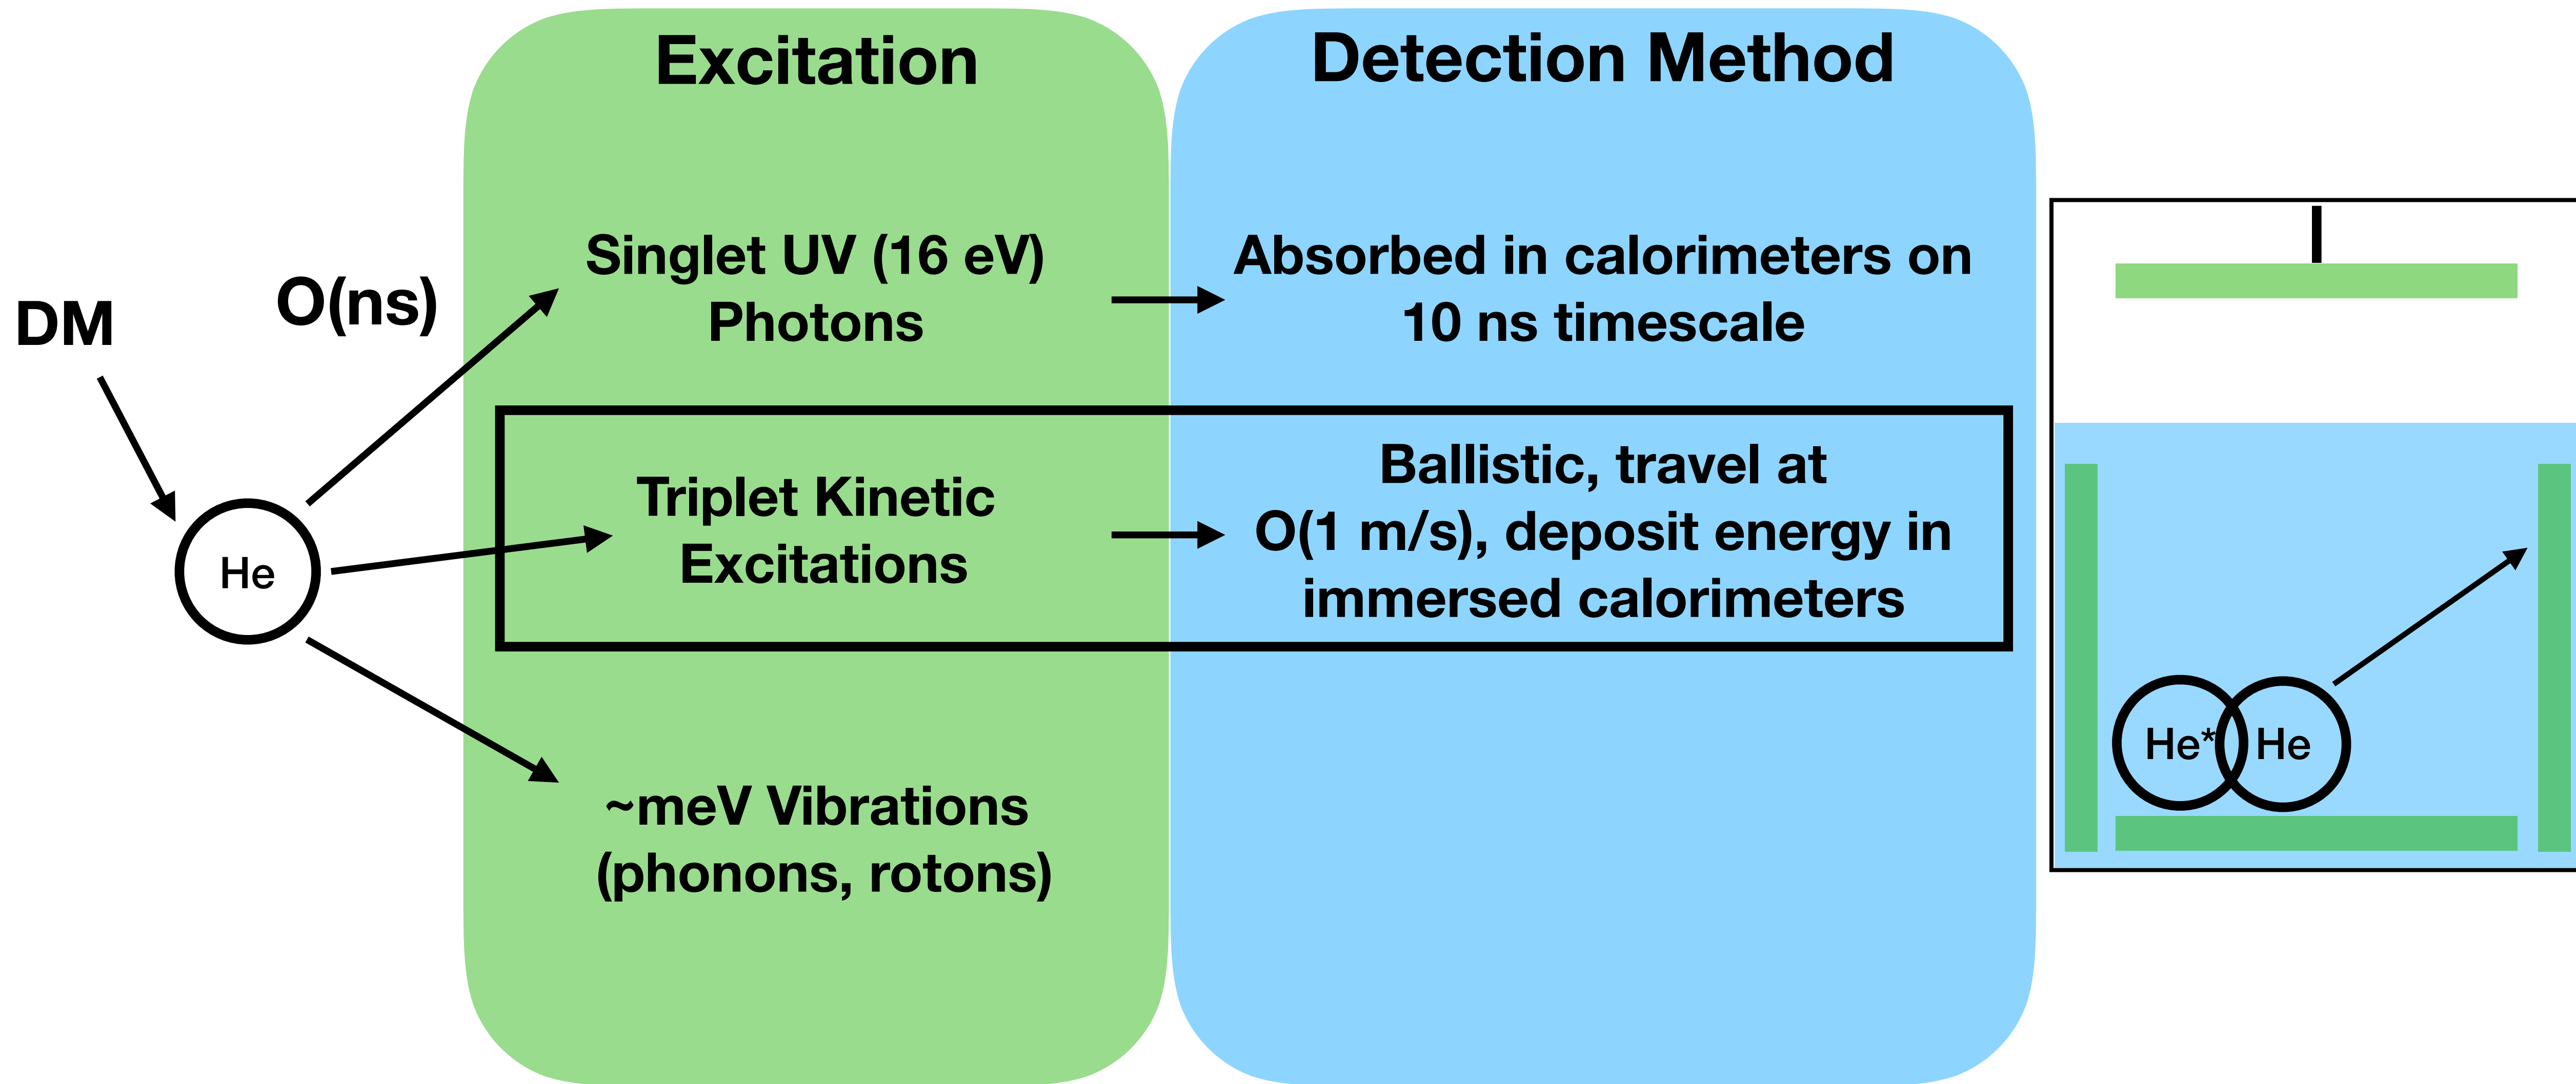 Excitation
Detection Method
DM
O(ns)
He
Singlet UV (16 eV)
Photons
Absorbed in calorimeters on
10 ns timescale
Triplet Kinetic
Excitations
Ballistic, travel at
O(1 m/s), deposit energy in
immersed calorimeters
~meV Vibrations
(phonons, rotons)
He*
He